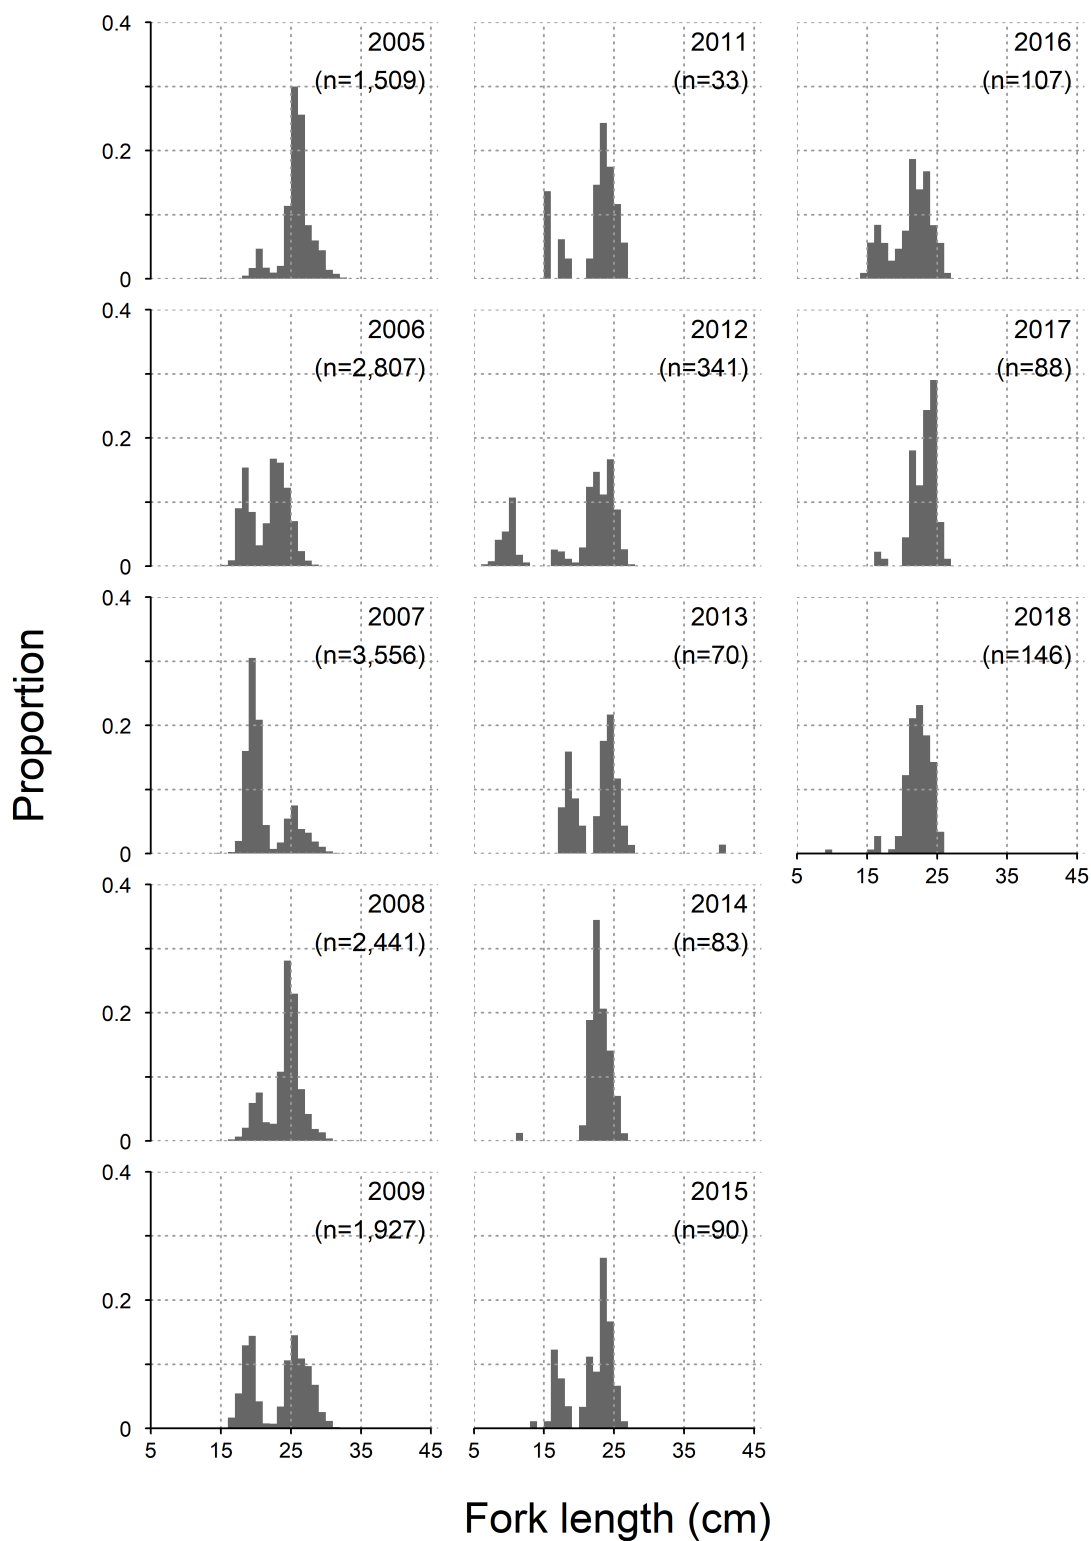 0.4
2005
(n=1,509)
0.2
0
2011
(n=33)
2016
(n=107)
0.4
2006
(n=2,807)
0.2
0
2012
(n=341)
2017
(n=88)
0.4
2007
(n=3,556)
0.2
0
2013
(n=70)
2018
(n=146)
5 15 25 35 45
0.4
2008
(n=2,441)
0.2
0
2014
(n=83)
0.4
2009
(n=1,927)
0.2
0
5 15 25 35 45
2015
(n=90)
5 15 25 35 45
Proportion
Fork length (cm)